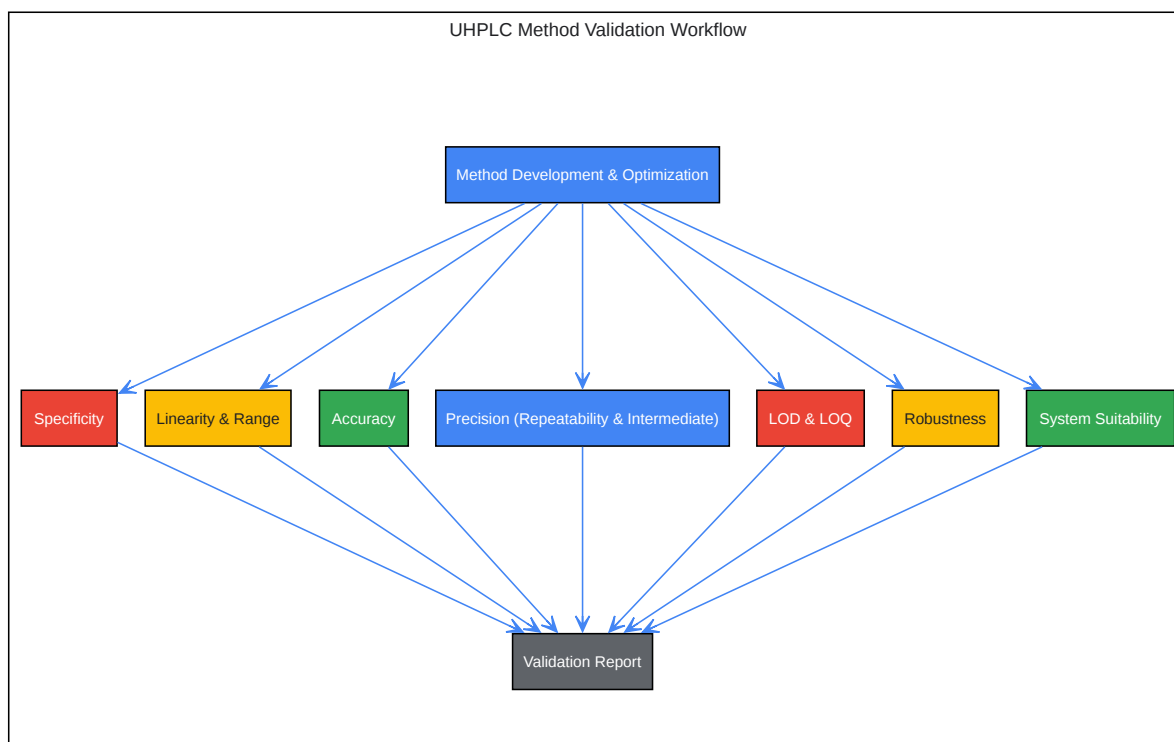 UHPLC Method Validation Workflow
Method Development & Optimization
Specificity
Linearity & Range
Accuracy
Precision (Repeatability & Intermediate)
LOD & LOQ
Robustness
System Suitability
Validation Report